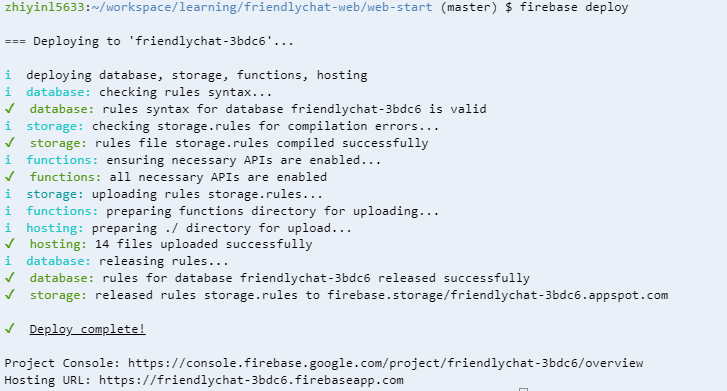 zhiyinl5633:~/workspace/learning/friendlychat-web/web-start (master) $ firebase deploy
=== Deploying to 'friendlychat-3bdc6'...
i deploying database, storage, functions, hosting
i database: checking rules syntax...
✓ database: rules syntax for database friendlychat-3bdc6 is valid
i storage: checking storage.rules for compilation errors...
✓ storage: rules file storage.rules compiled successfully
i functions: ensuring necessary APIs are enabled...
✓ functions: all necessary APIs are enabled
i storage: uploading rules storage.rules...
i functions: preparing functions directory for uploading...
i hosting: preparing ./ directory for upload...
✓ hosting: 14 files uploaded successfully
i database: releasing rules...
✓ database: rules for database friendlychat-3bdc6 released successfully
✓ storage: released rules storage.rules to firebase.storage/friendlychat-3bdc6.appspot.com
✓ Deploy complete!
Project Console: https://console.firebase.google.com/project/friendlychat-3bdc6/overview
Hosting URL: https://friendlychat-3bdc6.firebaseapp.com